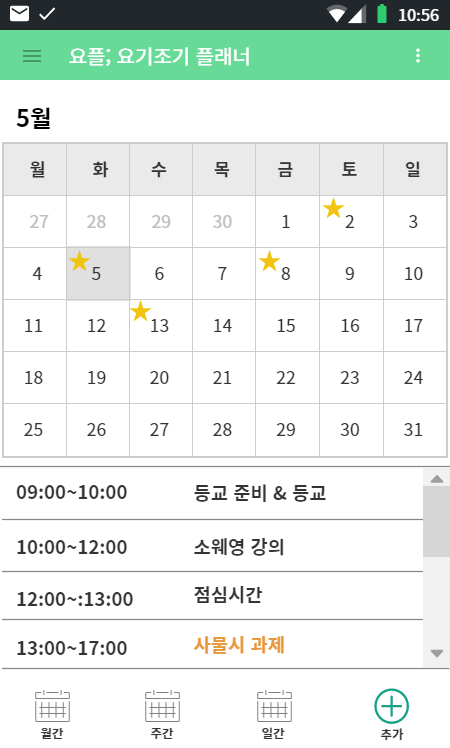 10:56
요플; 요기조기 플래너
5월
월 화 수 목 금 토 일
27 28 29 30 1 2 3
4 5 6 7 8 9 10
11 12 13 14 15 16 17
18 19 20 21 22 23 24
25 26 27 28 29 30 31
09:00~10:00 등교 준비 & 등교
10:00~12:00 소웨영 강의
12:00~:13:00 점심시간
13:00~17:00 사물시 과제
월간 주간 일간 추가